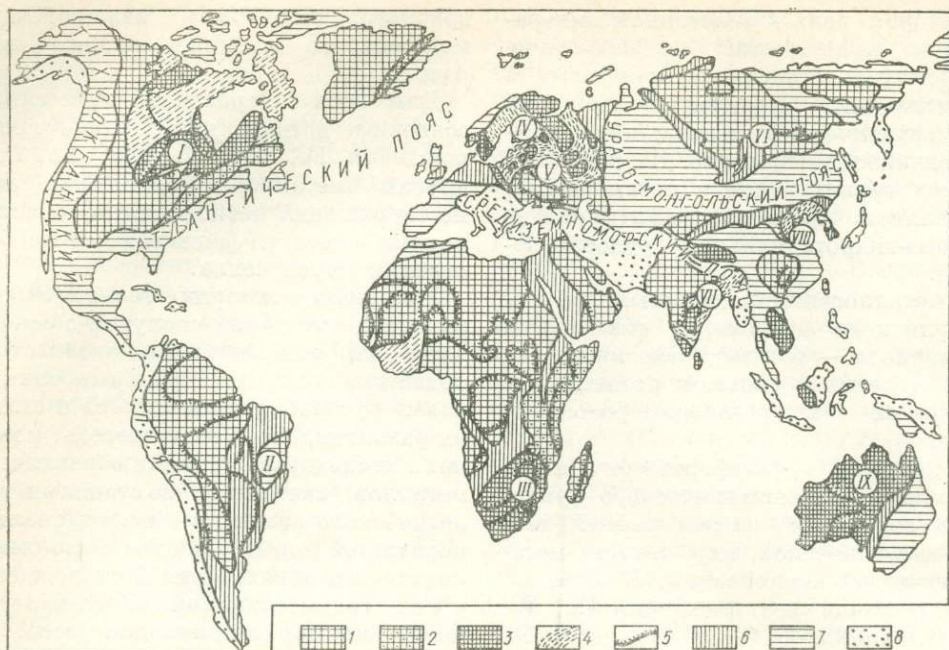 ТИХООКЕАНСКИЙ
АТЛАНТИЧЕСКИЙ ПОЯС
УРАЛО-МОНГОЛЬСКИЙ ПОЯС
СРЕДИЗЕМНОМОРСКИЙ ПОЯС
I
IV
V
VI
VIII
VII
II
III
IX
1 2 3 4 5 6 7 8